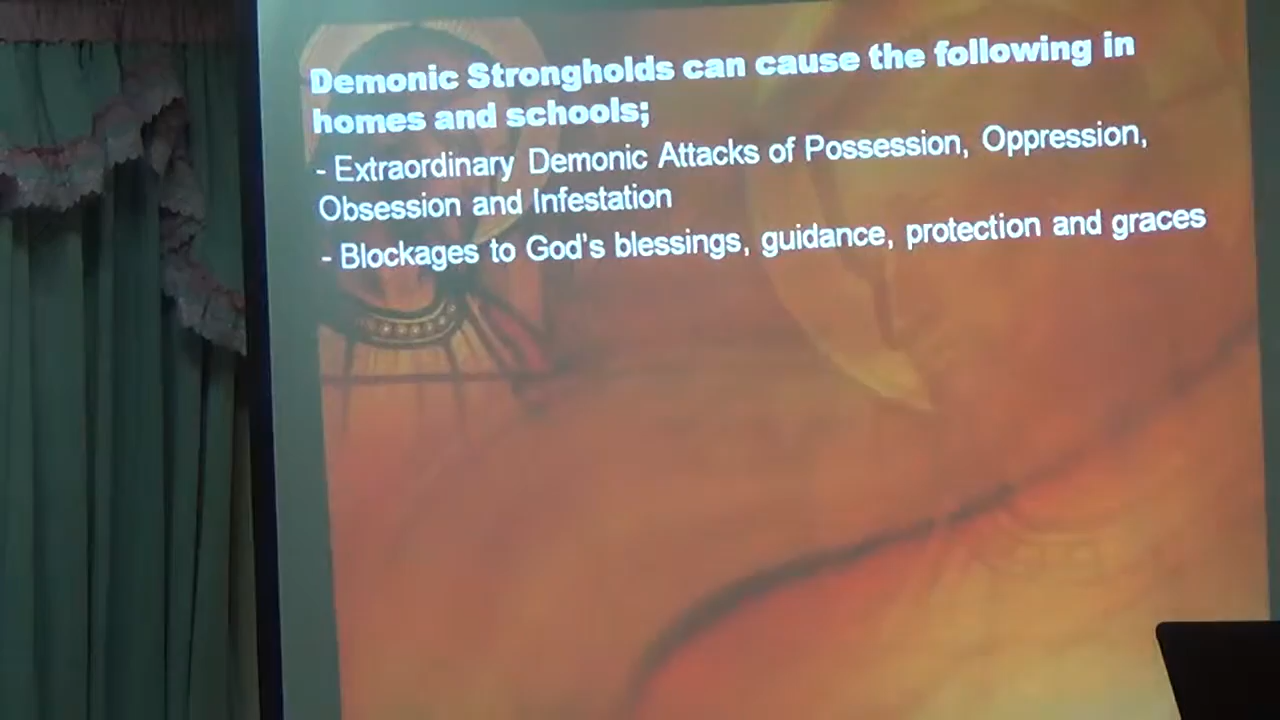 Demonic Strongholds can cause the following in
homes and schools;
- Extraordinary Demonic Attacks of Possession, Oppression,
Obsession and Infestation
- Blockages to God's blessings, guidance, protection and graces